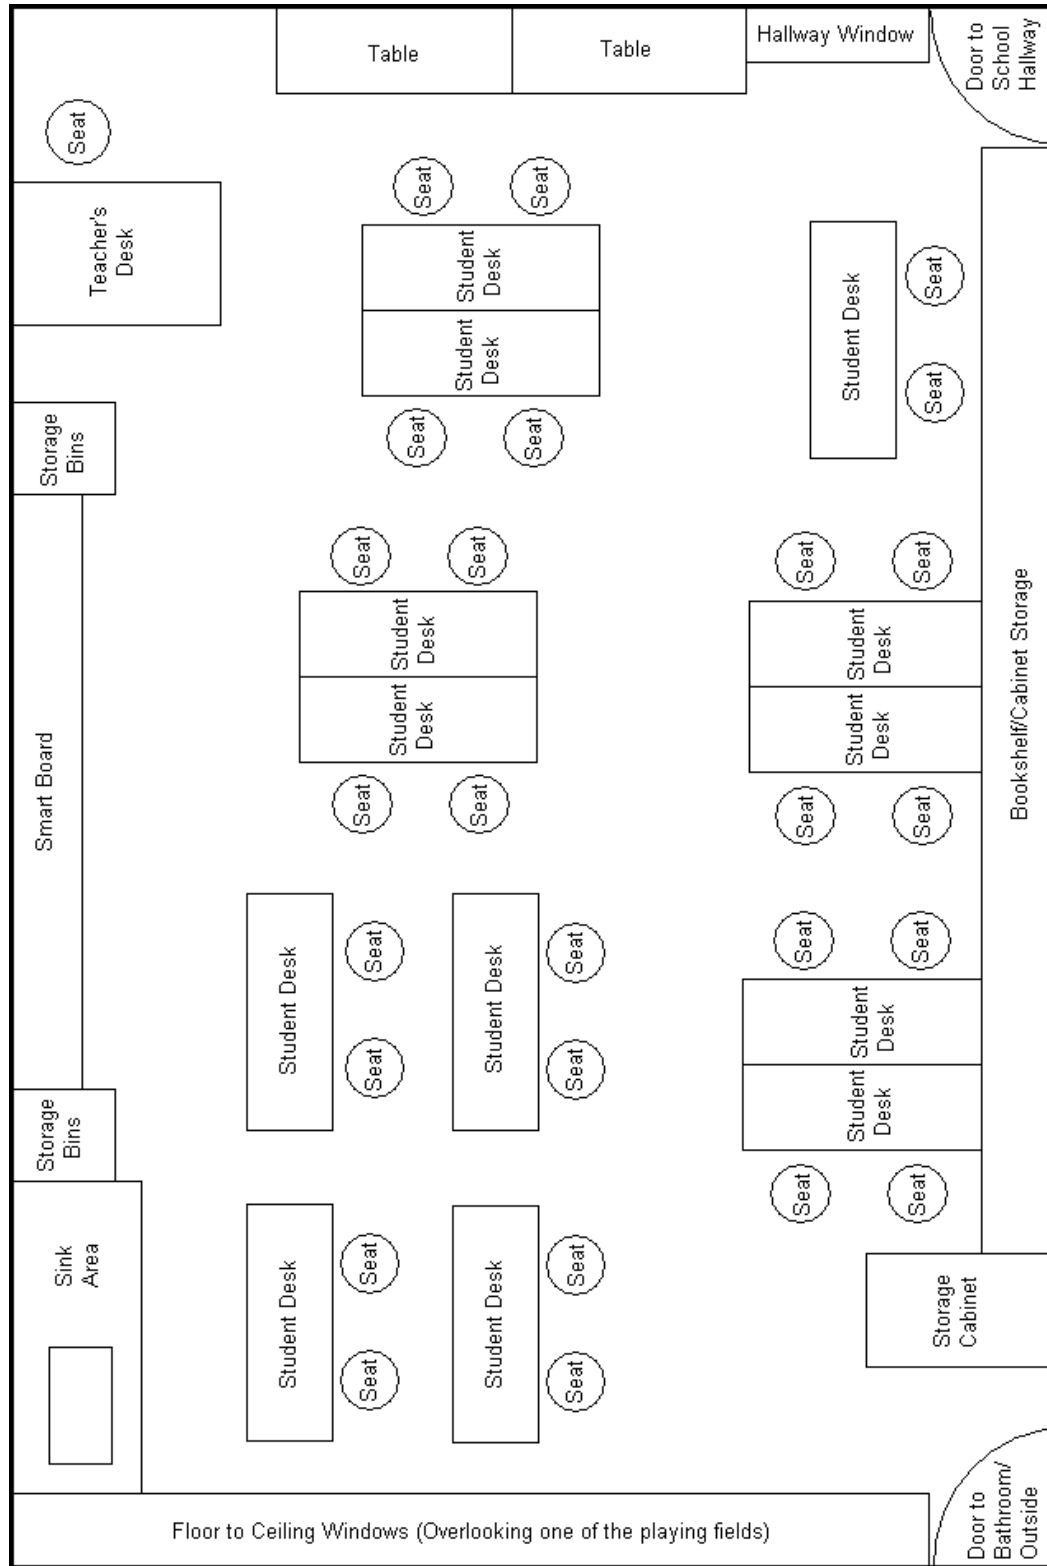 Table
Table
Hallway Window
Door to
School
Hallway
Seat
Teacher's
Desk
Seat
Seat
Student
Desk
Student
Desk
Seat
Seat
Student Desk
Seat
Seat
Storage
Bins
Smart Board
Seat
Seat
Student
Desk
Student
Desk
Seat
Seat
Seat
Seat
Student
Desk
Student
Desk
Seat
Seat
Bookshelf/Cabinet Storage
Student Desk
Seat
Seat
Student Desk
Seat
Seat
Seat
Seat
Student
Desk
Student
Desk
Seat
Seat
Storage
Bins
Sink
Area
Student Desk
Seat
Seat
Student Desk
Seat
Seat
Storage
Cabinet
Floor to Ceiling Windows (Overlooking one of the playing fields)
Door to
Bathroom/
Outside